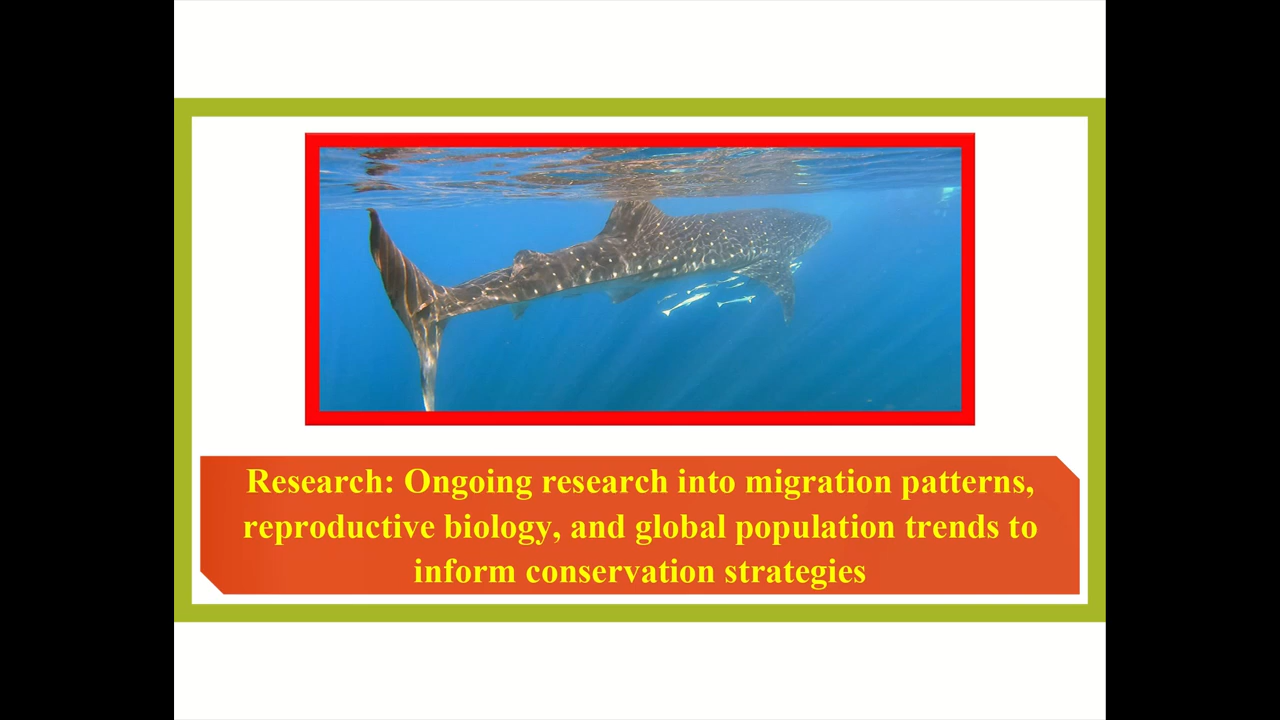 Research: Ongoing research into migration patterns,
reproductive biology, and global population trends to
inform conservation strategies